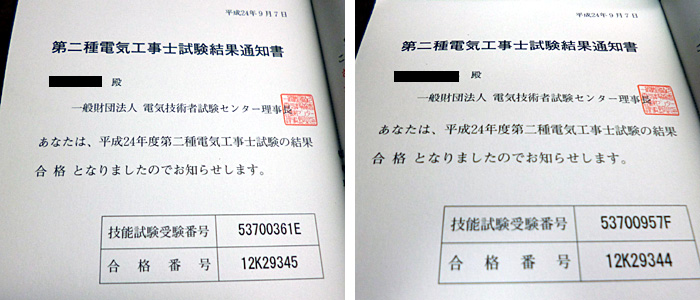 平成24年9月7日
第二種電気工事士試験結果通知書
殿
一般財団法人 電気技術者試験センター理事長
あなたは、平成24年度第二種電気工事士試験の結果
合格となりましたのでお知らせします。
技能試験受験番号 53700361E
合格番号 12K29345
平成24年9月7日
第二種電気工事士試験結果通知書
殿
一般財団法人 電気技術者試験センター理事長
あなたは、平成24年度第二種電気工事士試験の結果
合格となりましたのでお知らせします。
技能試験受験番号 53700957F
合格番号 12K29344